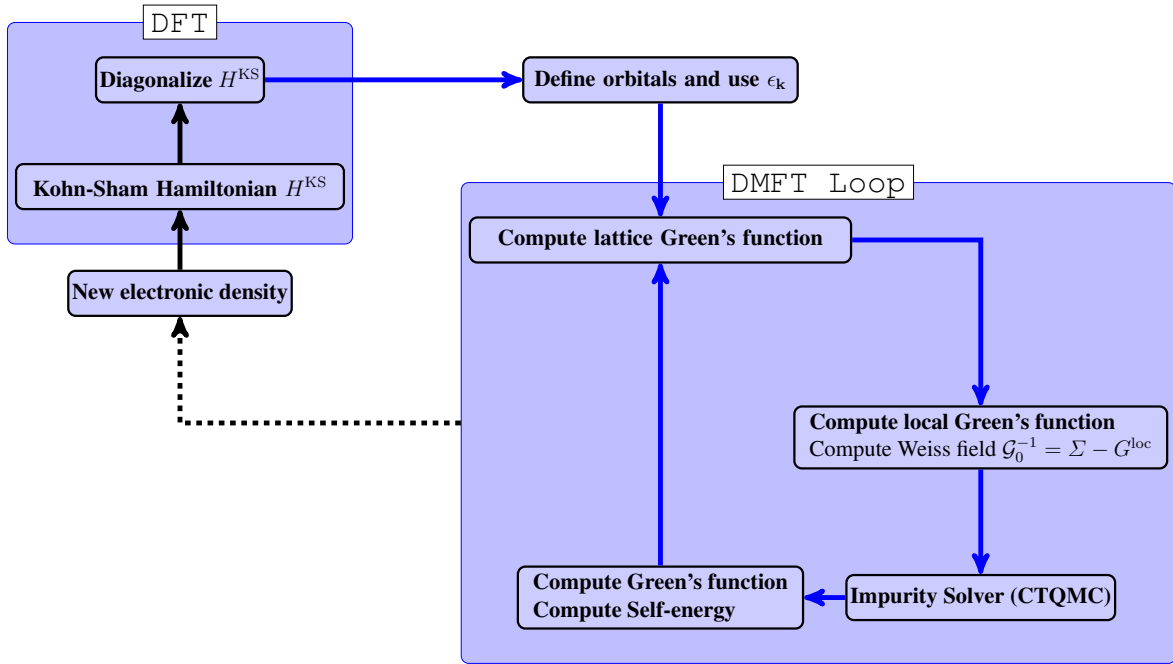 DFT
Diagonalize H^KS
Define orbitals and use ϵ_k
Kohn-Sham Hamiltonian H^KS
DMFT Loop
Compute lattice Green's function
New electronic density
Compute local Green's function
Compute Weiss field 𝒢_0^−1 = Σ − G^loc
Compute Green's function
Compute Self-energy
Impurity Solver (CTQMC)